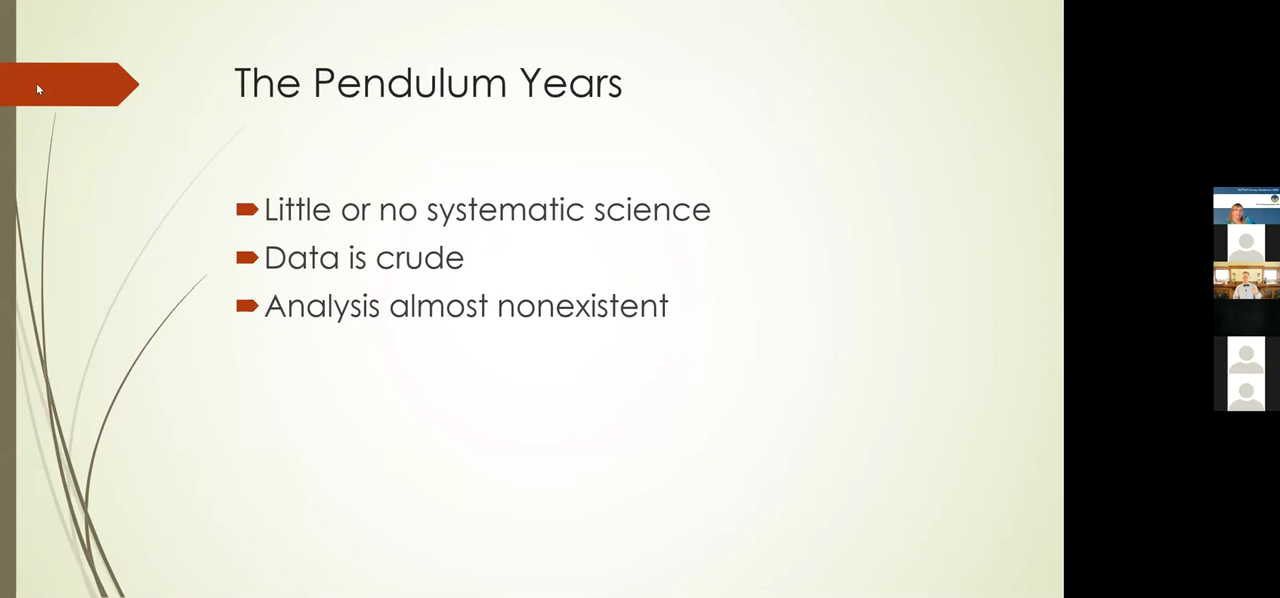 The Pendulum Years
Little or no systematic science
Data is crude
Analysis almost nonexistent